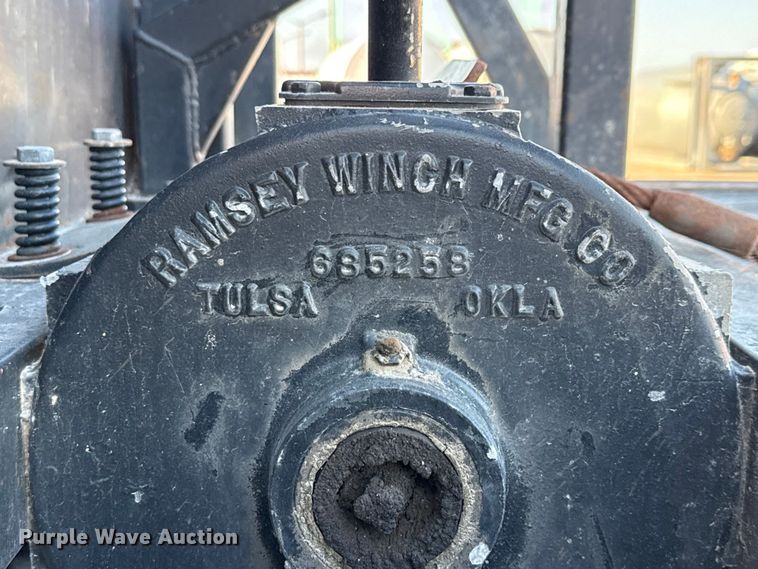 RAMSEY WINCH MFG CO
685258
TULSA OKLA
Purple Wave Auction